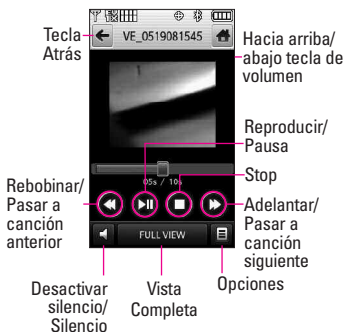 Tecla
Atrás
VE_0519081545
Hacia arriba/
abajo tecla de
volumen
Reproducir/
Pausa
Stop
05s / 10s
Rebobinar/
Pasar a
canción
anterior
Adelantar/
Pasar a
canción
siguiente
FULL VIEW
Desactivar
silencio/
Silencio
Vista
Completa
Opciones